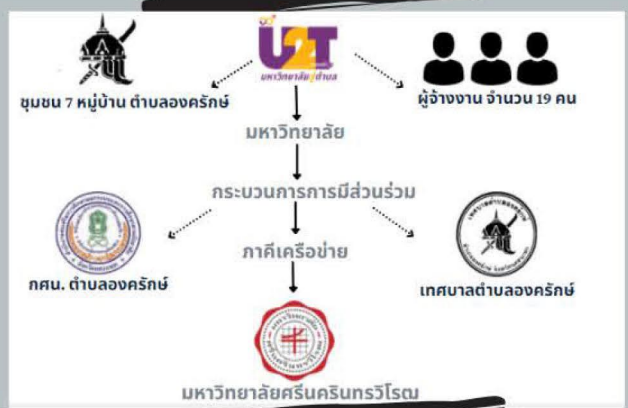 U2T
มหาวิทยาลัยสู่ตำบล
ชุมชน 7 หมู่บ้าน ตำบลองครักษ์
ผู้จ้างงาน จำนวน 19 คน
มหาวิทยาลัย
กระบวนการการมีส่วนร่วม
ภาคีเครือข่าย
กศน. ตำบลองครักษ์
เทศบาลตำบลองครักษ์
มหาวิทยาลัยศรีนครินทรวิโรฒ